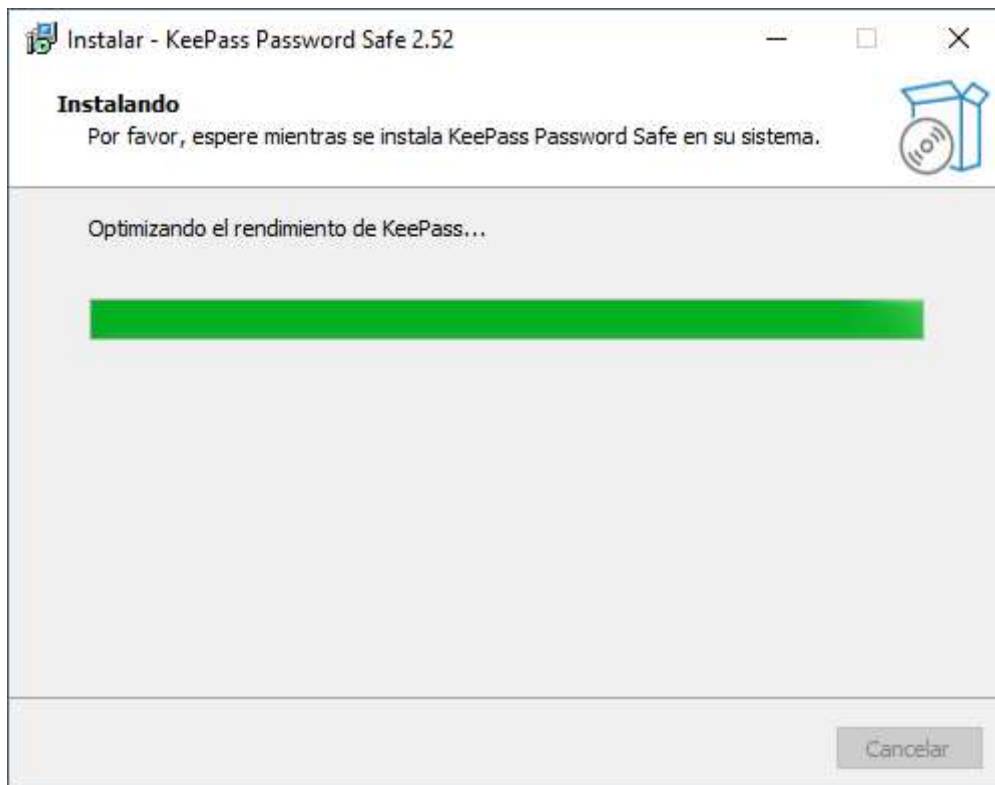 Instalar - KeePass Password Safe 2.52
Instalando
Por favor, espere mientras se instala KeePass Password Safe en su sistema.
Optimizando el rendimiento de KeePass...
Cancelar